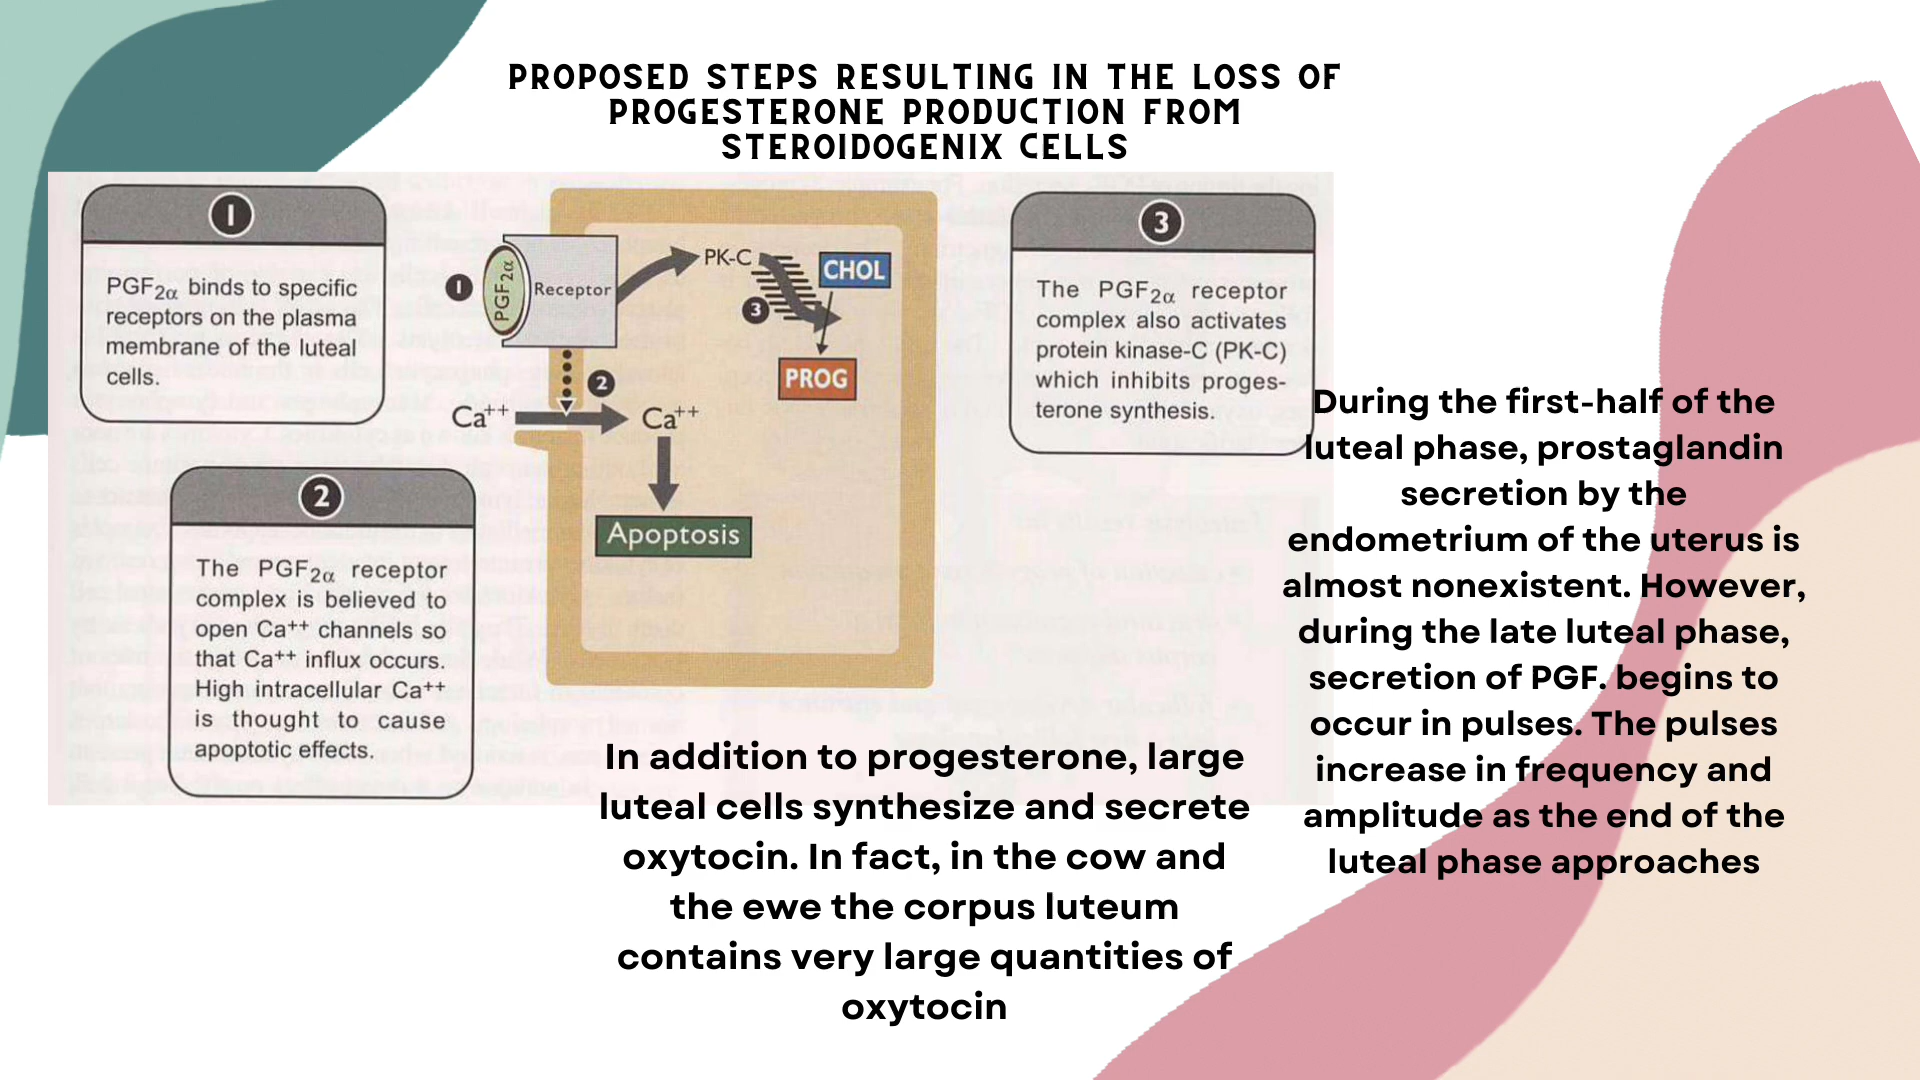 PROPOSED STEPS RESULTING IN THE LOSS OF
PROGESTERONE PRODUCTION FROM
STEROIDOGENIX CELLS
1
PGF2α binds to specific
receptors on the plasma
membrane of the luteal
cells.
2
The PGF2α receptor
complex is believed to
open Ca++ channels so
that Ca++ influx occurs.
High intracellular Ca++
is thought to cause
apoptotic effects.
1
PGF2α
Receptor
PK-C
CHOL
3
PROG
2
Ca++
Ca++
Apoptosis
3
The PGF2α receptor
complex also activates
protein kinase-C (PK-C)
which inhibits proges-
terone synthesis.
In addition to progesterone, large
luteal cells synthesize and secrete
oxytocin. In fact, in the cow and
the ewe the corpus luteum
contains very large quantities of
oxytocin
During the first-half of the
luteal phase, prostaglandin
secretion by the
endometrium of the uterus is
almost nonexistent. However,
during the late luteal phase,
secretion of PGF. begins to
occur in pulses. The pulses
increase in frequency and
amplitude as the end of the
luteal phase approaches